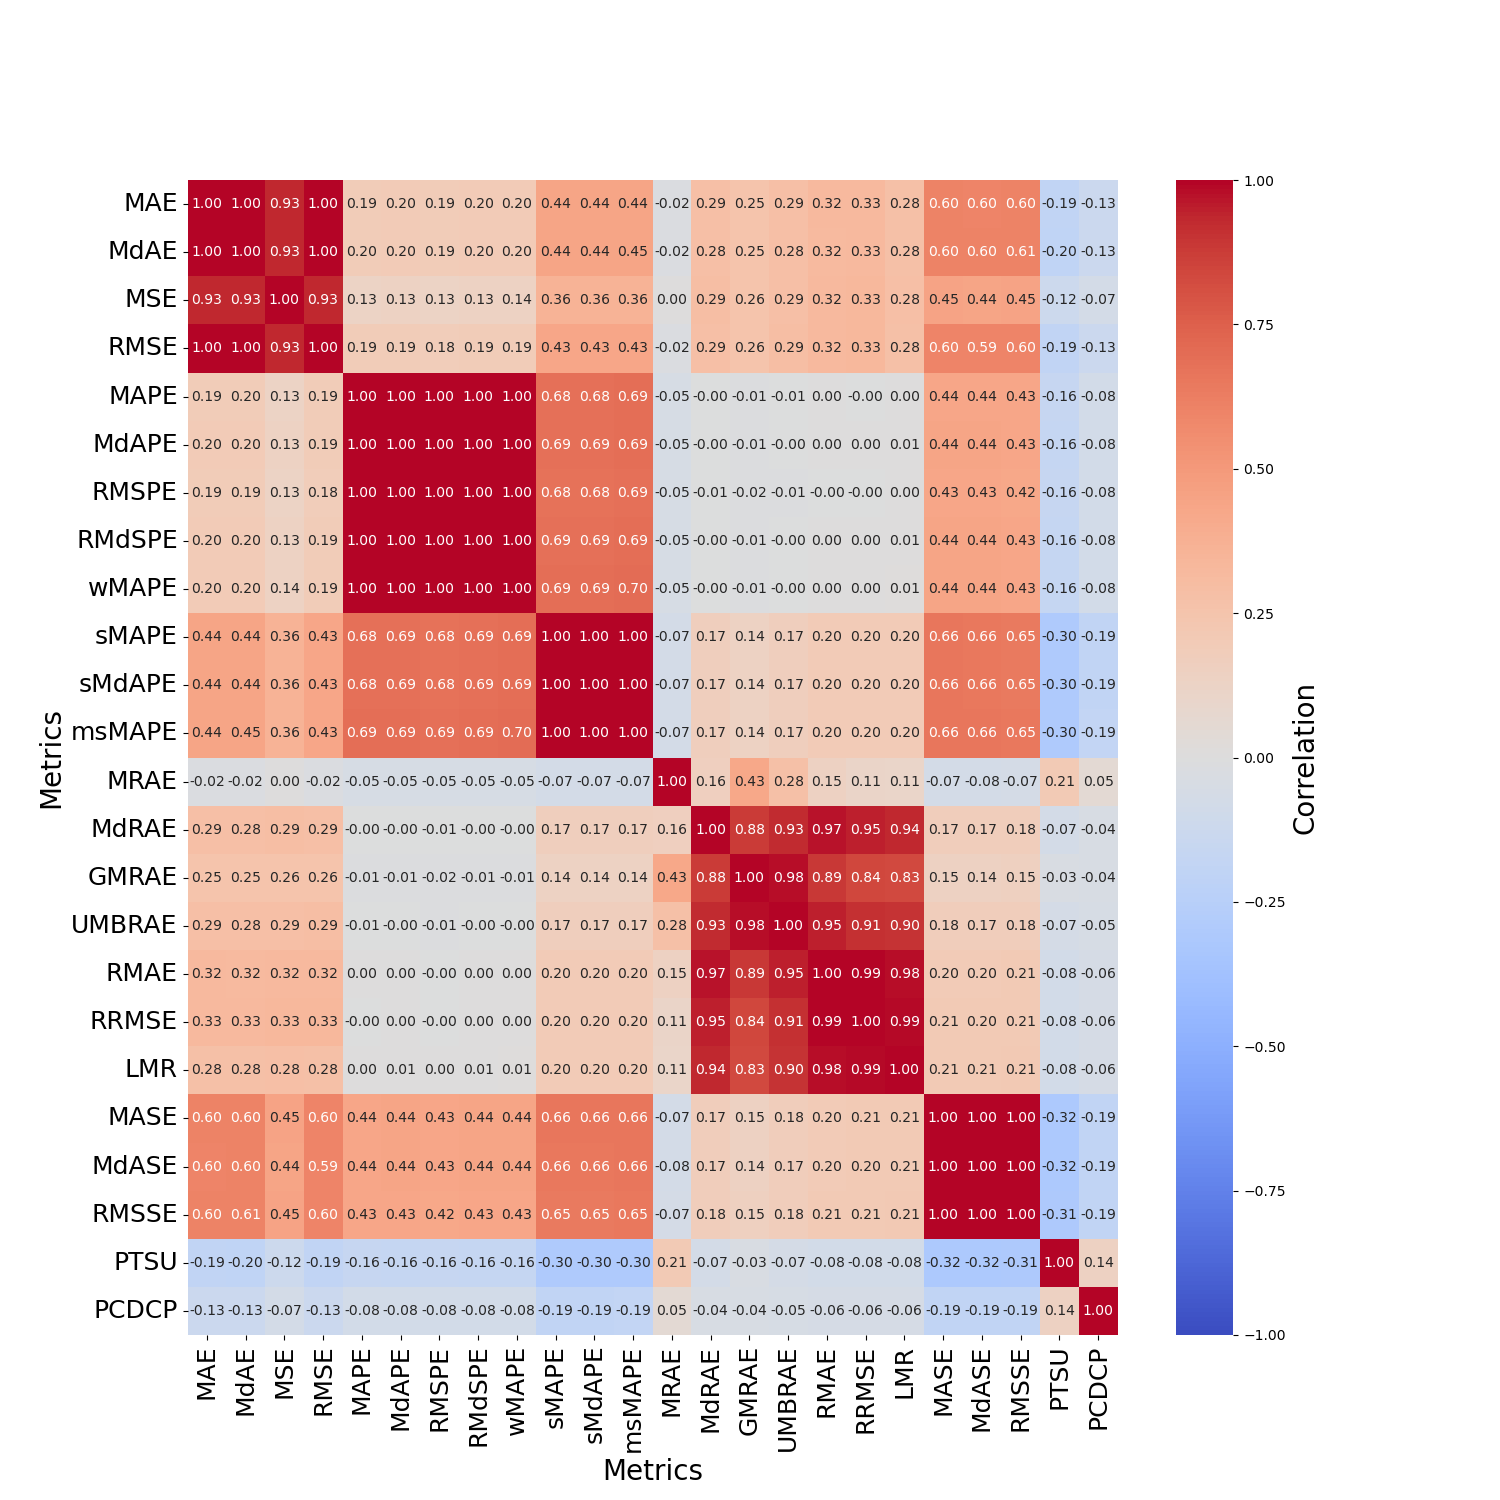 MAE 1.00 1.00 0.93 1.00 0.19 0.20 0.19 0.20 0.20 0.44 0.44 0.44 -0.02 0.29 0.25 0.29 0.32 0.33 0.28 0.60 0.60 0.60 -0.19 -0.13
MdAE 1.00 1.00 0.93 1.00 0.20 0.20 0.19 0.20 0.20 0.44 0.44 0.45 -0.02 0.28 0.25 0.28 0.32 0.33 0.28 0.60 0.60 0.61 -0.20 -0.13
MSE 0.93 0.93 1.00 0.93 0.13 0.13 0.13 0.13 0.14 0.36 0.36 0.36 0.00 0.29 0.26 0.29 0.32 0.33 0.28 0.45 0.44 0.45 -0.12 -0.07
RMSE 1.00 1.00 0.93 1.00 0.19 0.19 0.18 0.19 0.19 0.43 0.43 0.43 -0.02 0.29 0.26 0.29 0.32 0.33 0.28 0.60 0.59 0.60 -0.19 -0.13
MAPE 0.19 0.20 0.13 0.19 1.00 1.00 1.00 1.00 1.00 0.68 0.68 0.69 -0.05 -0.00 -0.01 -0.01 0.00 -0.00 0.00 0.44 0.44 0.43 -0.16 -0.08
MdAPE 0.20 0.20 0.13 0.19 1.00 1.00 1.00 1.00 1.00 0.69 0.69 0.69 -0.05 -0.00 -0.01 -0.00 0.00 0.00 0.01 0.44 0.44 0.43 -0.16 -0.08
RMSPE 0.19 0.19 0.13 0.18 1.00 1.00 1.00 1.00 1.00 0.68 0.68 0.69 -0.05 -0.01 -0.02 -0.01 -0.00 -0.00 0.00 0.43 0.43 0.42 -0.16 -0.08
RMdSPE 0.20 0.20 0.13 0.19 1.00 1.00 1.00 1.00 1.00 0.69 0.69 0.69 -0.05 -0.00 -0.01 -0.00 0.00 0.00 0.01 0.44 0.44 0.43 -0.16 -0.08
wMAPE 0.20 0.20 0.14 0.19 1.00 1.00 1.00 1.00 1.00 0.69 0.69 0.70 -0.05 -0.00 -0.01 -0.00 0.00 0.00 0.01 0.44 0.44 0.43 -0.16 -0.08
sMAPE 0.44 0.44 0.36 0.43 0.68 0.69 0.68 0.69 0.69 1.00 1.00 1.00 -0.07 0.17 0.14 0.17 0.20 0.20 0.20 0.66 0.66 0.65 -0.30 -0.19
sMdAPE 0.44 0.44 0.36 0.43 0.68 0.69 0.68 0.69 0.69 1.00 1.00 1.00 -0.07 0.17 0.14 0.17 0.20 0.20 0.20 0.66 0.66 0.65 -0.30 -0.19
msMAPE 0.44 0.45 0.36 0.43 0.69 0.69 0.69 0.69 0.70 1.00 1.00 1.00 -0.07 0.17 0.14 0.17 0.20 0.20 0.20 0.66 0.66 0.65 -0.30 -0.19
MRAE -0.02 -0.02 0.00 -0.02 -0.05 -0.05 -0.05 -0.05 -0.05 -0.07 -0.07 -0.07 1.00 0.16 0.43 0.28 0.15 0.11 0.11 -0.07 -0.08 -0.07 0.21 0.05
MdRAE 0.29 0.28 0.29 0.29 -0.00 -0.00 -0.01 -0.00 -0.00 0.17 0.17 0.17 0.16 1.00 0.88 0.93 0.97 0.95 0.94 0.17 0.17 0.18 -0.07 -0.04
GMRAE 0.25 0.25 0.26 0.26 -0.01 -0.01 -0.02 -0.01 -0.01 0.14 0.14 0.14 0.43 0.88 1.00 0.98 0.89 0.84 0.83 0.15 0.14 0.15 -0.03 -0.04
UMBRAE 0.29 0.28 0.29 0.29 -0.01 -0.00 -0.01 -0.00 -0.00 0.17 0.17 0.17 0.28 0.93 0.98 1.00 0.95 0.91 0.90 0.18 0.17 0.18 -0.07 -0.05
RMAE 0.32 0.32 0.32 0.32 0.00 0.00 -0.00 0.00 0.00 0.20 0.20 0.20 0.15 0.97 0.89 0.95 1.00 0.99 0.98 0.20 0.20 0.21 -0.08 -0.06
RRMSE 0.33 0.33 0.33 0.33 -0.00 0.00 -0.00 0.00 0.00 0.20 0.20 0.20 0.11 0.95 0.84 0.91 0.99 1.00 0.99 0.21 0.20 0.21 -0.08 -0.06
LMR 0.28 0.28 0.28 0.28 0.00 0.01 0.00 0.01 0.01 0.20 0.20 0.20 0.11 0.94 0.83 0.90 0.98 0.99 1.00 0.21 0.21 0.21 -0.08 -0.06
MASE 0.60 0.60 0.45 0.60 0.44 0.44 0.43 0.44 0.44 0.66 0.66 0.66 -0.07 0.17 0.15 0.18 0.20 0.21 0.21 1.00 1.00 1.00 -0.32 -0.19
MdASE 0.60 0.60 0.44 0.59 0.44 0.44 0.43 0.44 0.44 0.66 0.66 0.66 -0.08 0.17 0.14 0.17 0.20 0.20 0.21 1.00 1.00 1.00 -0.32 -0.19
RMSSE 0.60 0.61 0.45 0.60 0.43 0.43 0.42 0.43 0.43 0.65 0.65 0.65 -0.07 0.18 0.15 0.18 0.21 0.21 0.21 1.00 1.00 1.00 -0.31 -0.19
PTSU -0.19 -0.20 -0.12 -0.19 -0.16 -0.16 -0.16 -0.16 -0.16 -0.30 -0.30 -0.30 0.21 -0.07 -0.03 -0.07 -0.08 -0.08 -0.08 -0.32 -0.32 -0.31 1.00 0.14
PCDCP -0.13 -0.13 -0.07 -0.13 -0.08 -0.08 -0.08 -0.08 -0.08 -0.19 -0.19 -0.19 0.05 -0.04 -0.04 -0.05 -0.06 -0.06 -0.06 -0.19 -0.19 -0.19 0.14 1.00
MAE MdAE MSE RMSE MAPE MdAPE RMSPE RMdSPE wMAPE sMAPE sMdAPE msMAPE MRAE MdRAE GMRAE UMBRAE RMAE RRMSE LMR MASE MdASE RMSSE PTSU PCDCP
Metrics
Metrics
1.00
0.75
0.50
0.25
0.00
−0.25
−0.50
−0.75
−1.00
Correlation